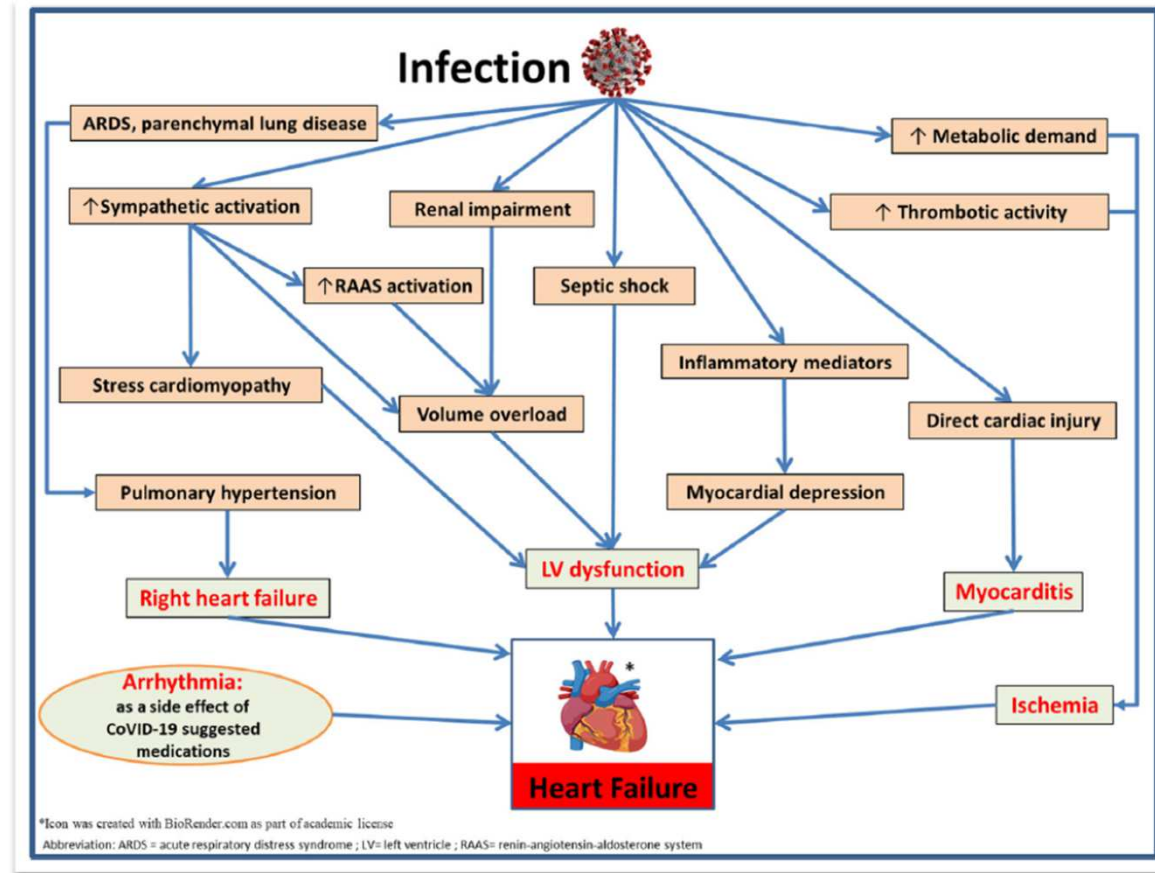 Infection
ARDS, parenchymal lung disease
↑ Metabolic demand
↑Sympathetic activation
Renal impairment
↑ Thrombotic activity
↑RAAS activation
Septic shock
Inflammatory mediators
Stress cardiomyopathy
Volume overload
Direct cardiac injury
Pulmonary hypertension
Myocardial depression
LV dysfunction
Right heart failure
Myocarditis
*
Arrhythmia:
as a side effect of
CoVID-19 suggested
medications
Ischemia
Heart Failure
*Icon was created with BioRender.com as part of academic license
Abbreviation: ARDS = acute respiratory distress syndrome ; LV= left ventricle ; RAAS= renin-angiotensin-aldosterone system